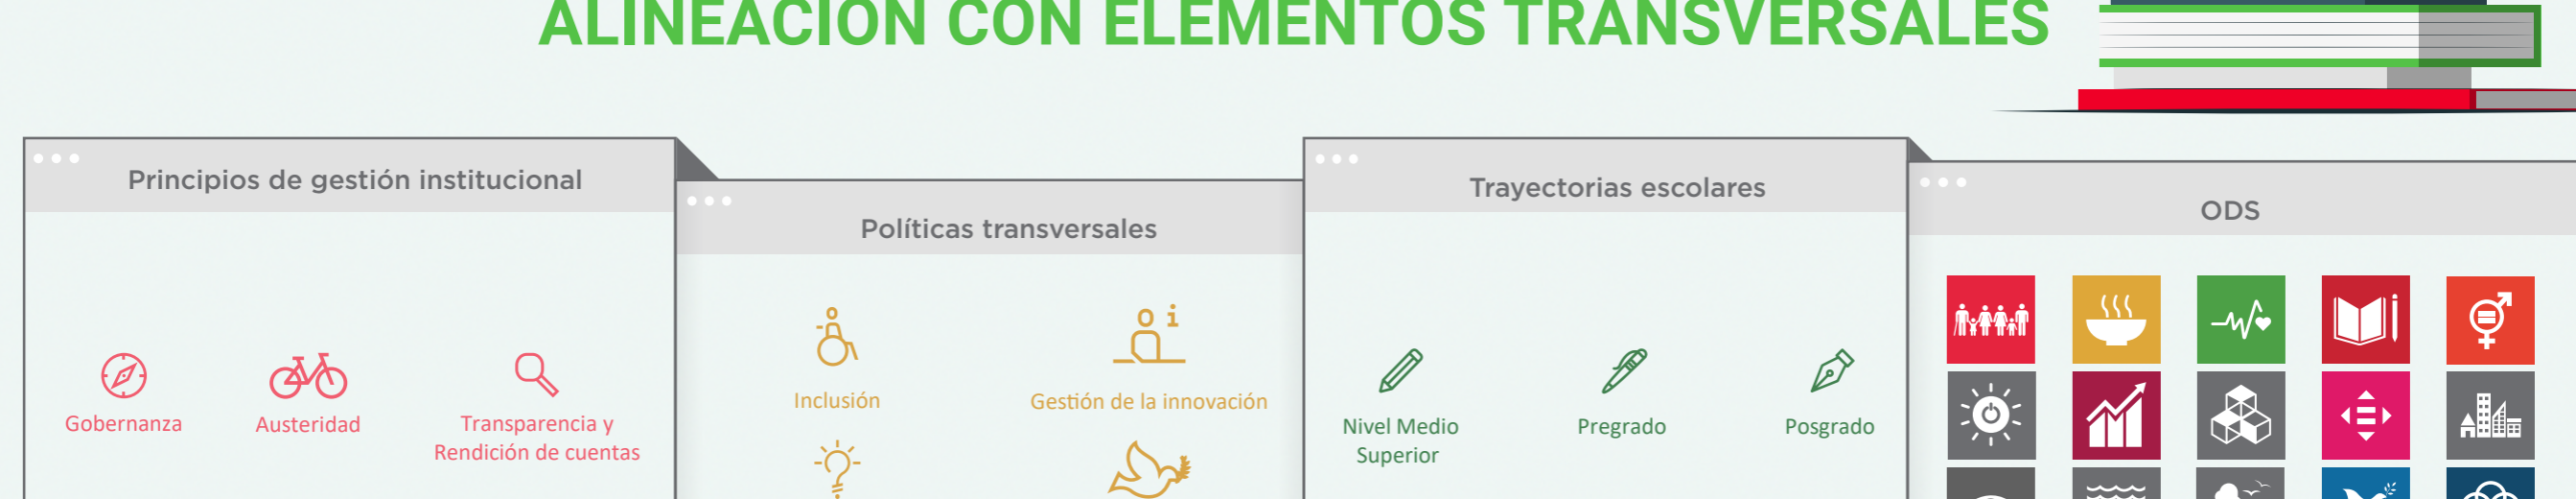 ALINEACIÓN CON ELEMENTOS TRANSVERSALES
Principios de gestión institucional
Gobernanza
Austeridad
Transparencia y
Rendición de cuentas
Políticas transversales
Inclusión
Gestión de la innovación
Trayectorias escolares
Nivel Medio
Superior
Pregrado
Posgrado
ODS